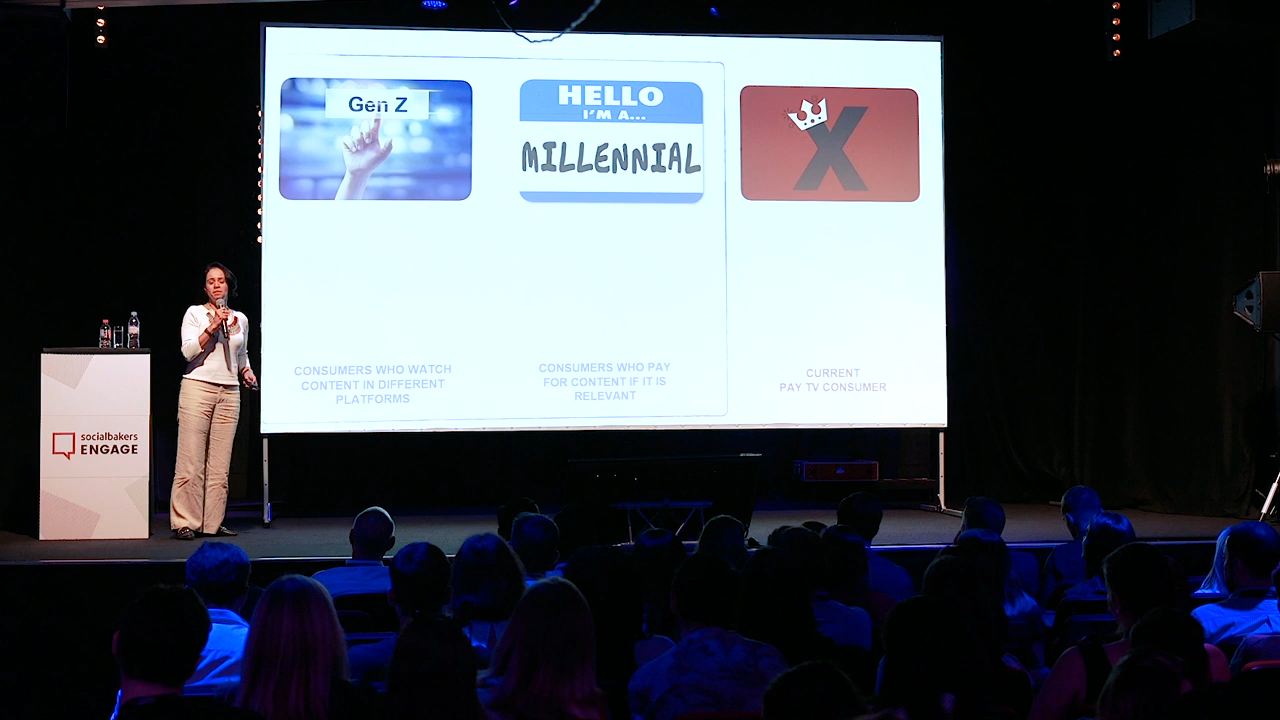 Gen Z
HELLO
I'M A...
MILLENNIAL
X
CONSUMERS WHO WATCH
CONTENT IN DIFFERENT
PLATFORMS
CONSUMERS WHO PAY
FOR CONTENT IF IT IS
RELEVANT
CURRENT
PAY TV CONSUMER
socialbakers
ENGAGE